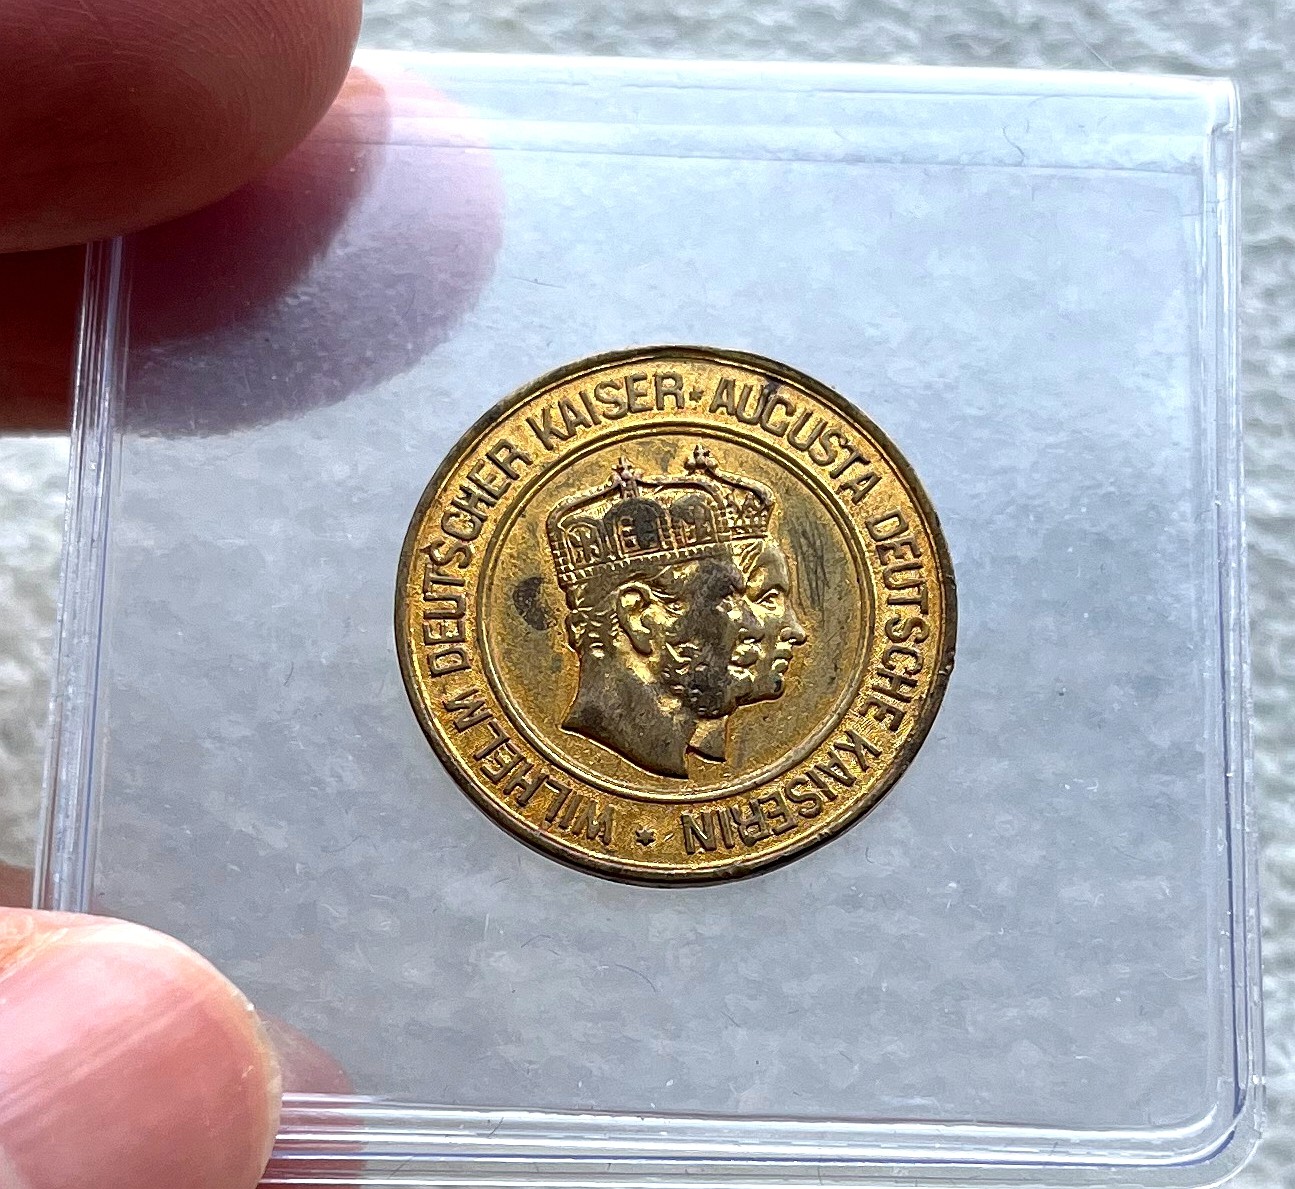 WILHELM DEUTSCHER KAISER · AUGUSTA DEUTSCHE KAISERIN *